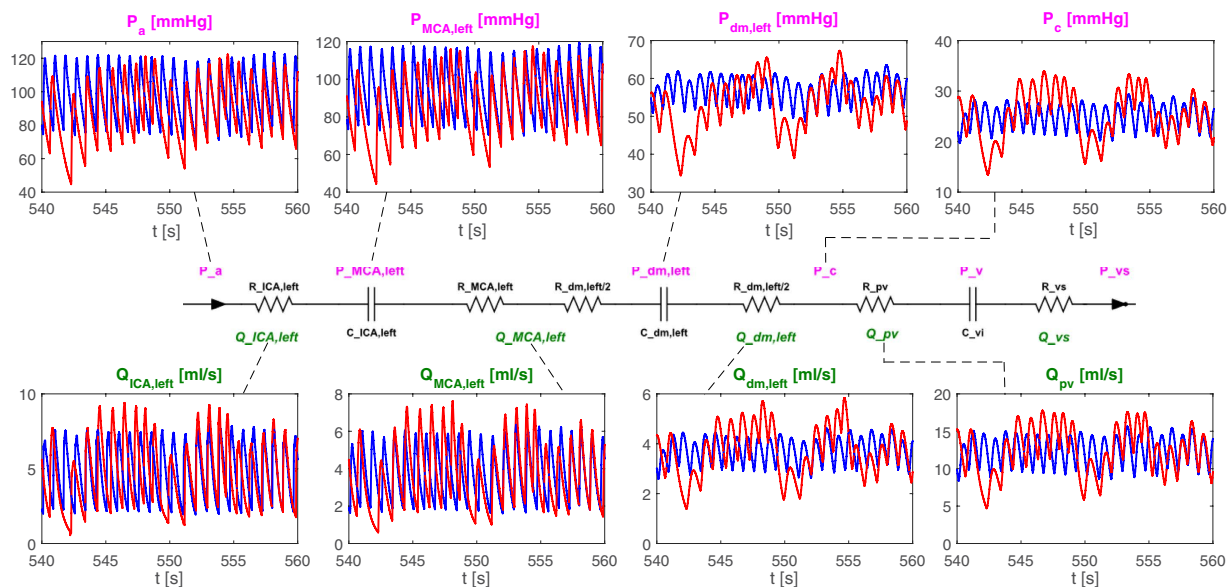 P_a [mmHg]
P_MCA,left [mmHg]
P_dm,left [mmHg]
P_c [mmHg]
120
100
80
60
40
540 545 550 555 560
t [s]
120
100
80
60
40
540 545 550 555 560
t [s]
70
60
50
40
30
540 545 550 555 560
t [s]
40
30
20
10
540 545 550 555 560
t [s]
P_a P_MCA,left P_dm,left P_c P_v P_vs
R_ICA,left R_MCA,left R_dm,left/2 R_dm,left/2 R_pv R_vs
C_ICA,left C_dm,left C_vi
Q_ICA,left Q_MCA,left Q_dm,left Q_pv Q_vs
Q_ICA,left [ml/s]
Q_MCA,left [ml/s]
Q_dm,left [ml/s]
Q_pv [ml/s]
10
5
0
540 545 550 555 560
t [s]
8
6
4
2
0
540 545 550 555 560
t [s]
6
4
2
0
540 545 550 555 560
t [s]
20
15
10
5
0
540 545 550 555 560
t [s]